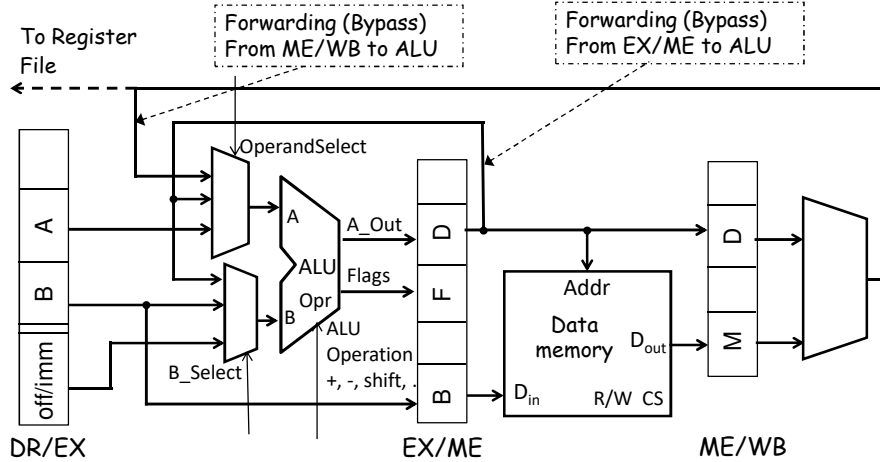 To Register
File
Forwarding (Bypass)
From ME/WB to ALU
Forwarding (Bypass)
From EX/ME to ALU
OperandSelect
A
B
off/imm
A
ALU
Opr
B
A_Out
Flags
ALU
Operation
+, -, shift, .
B_Select
D
F
B
Addr
Data
memory
Dout
Din
R/W CS
D
M
DR/EX
EX/ME
ME/WB